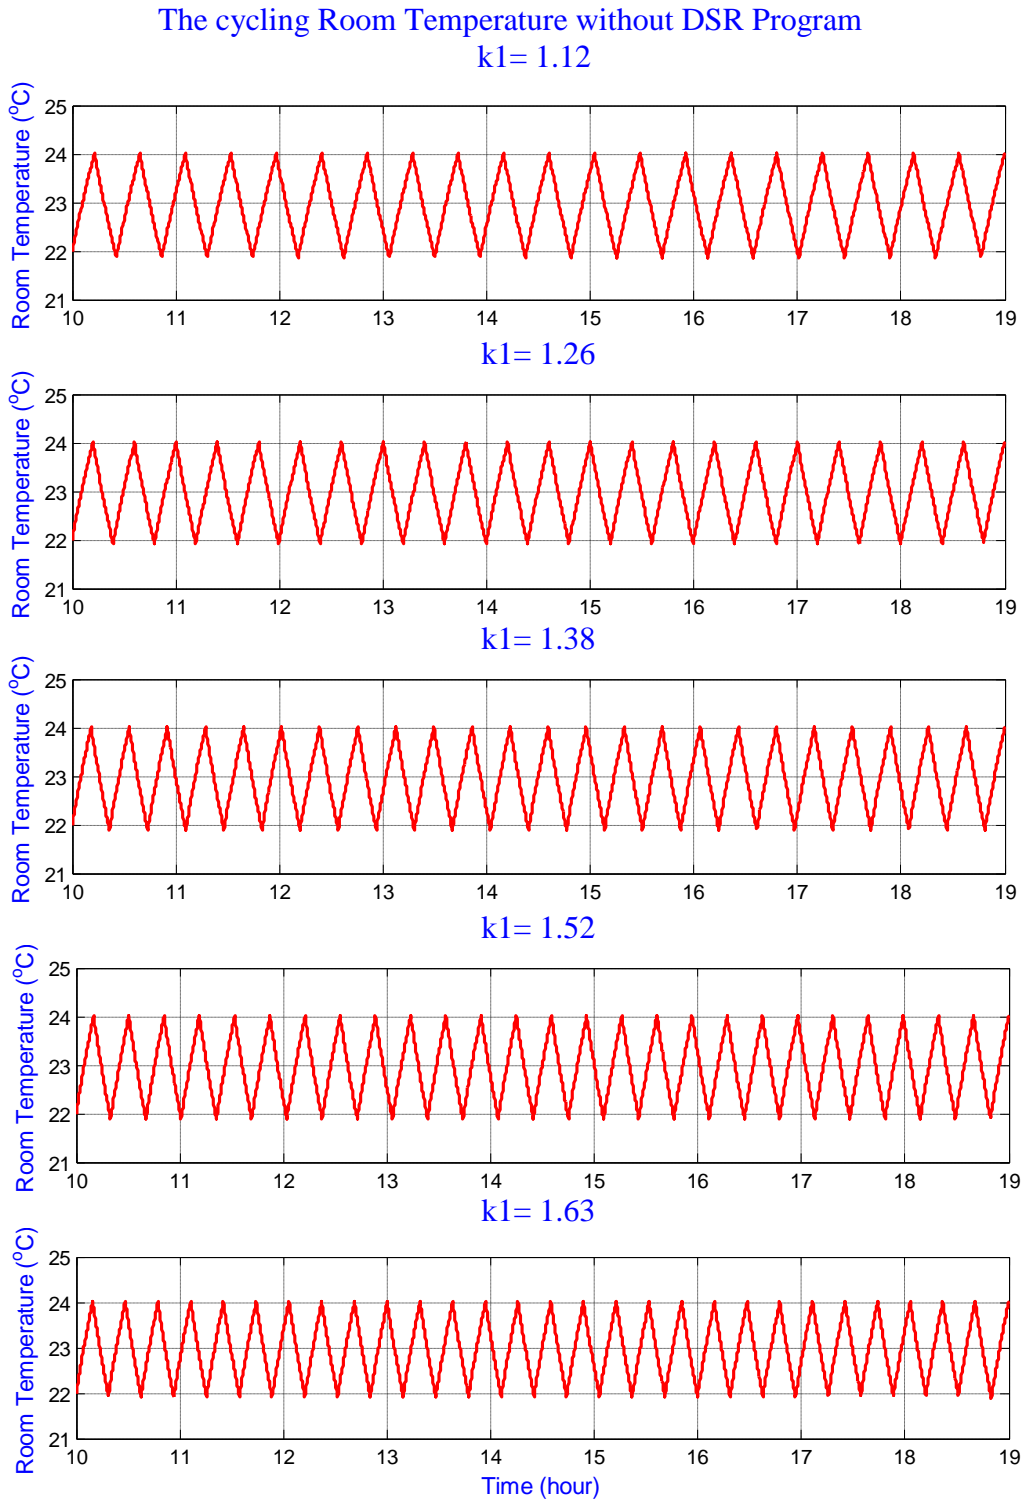 The cycling Room Temperature without DSR Program
k1= 1.12
Room Temperature (oC)
25
24
23
22
21
10 11 12 13 14 15 16 17 18 19
k1= 1.26
Room Temperature (oC)
25
24
23
22
21
10 11 12 13 14 15 16 17 18 19
k1= 1.38
Room Temperature (oC)
25
24
23
22
21
10 11 12 13 14 15 16 17 18 19
k1= 1.52
Room Temperature (oC)
25
24
23
22
21
10 11 12 13 14 15 16 17 18 19
k1= 1.63
Room Temperature (oC)
25
24
23
22
21
10 11 12 13 14 15 16 17 18 19
Time (hour)